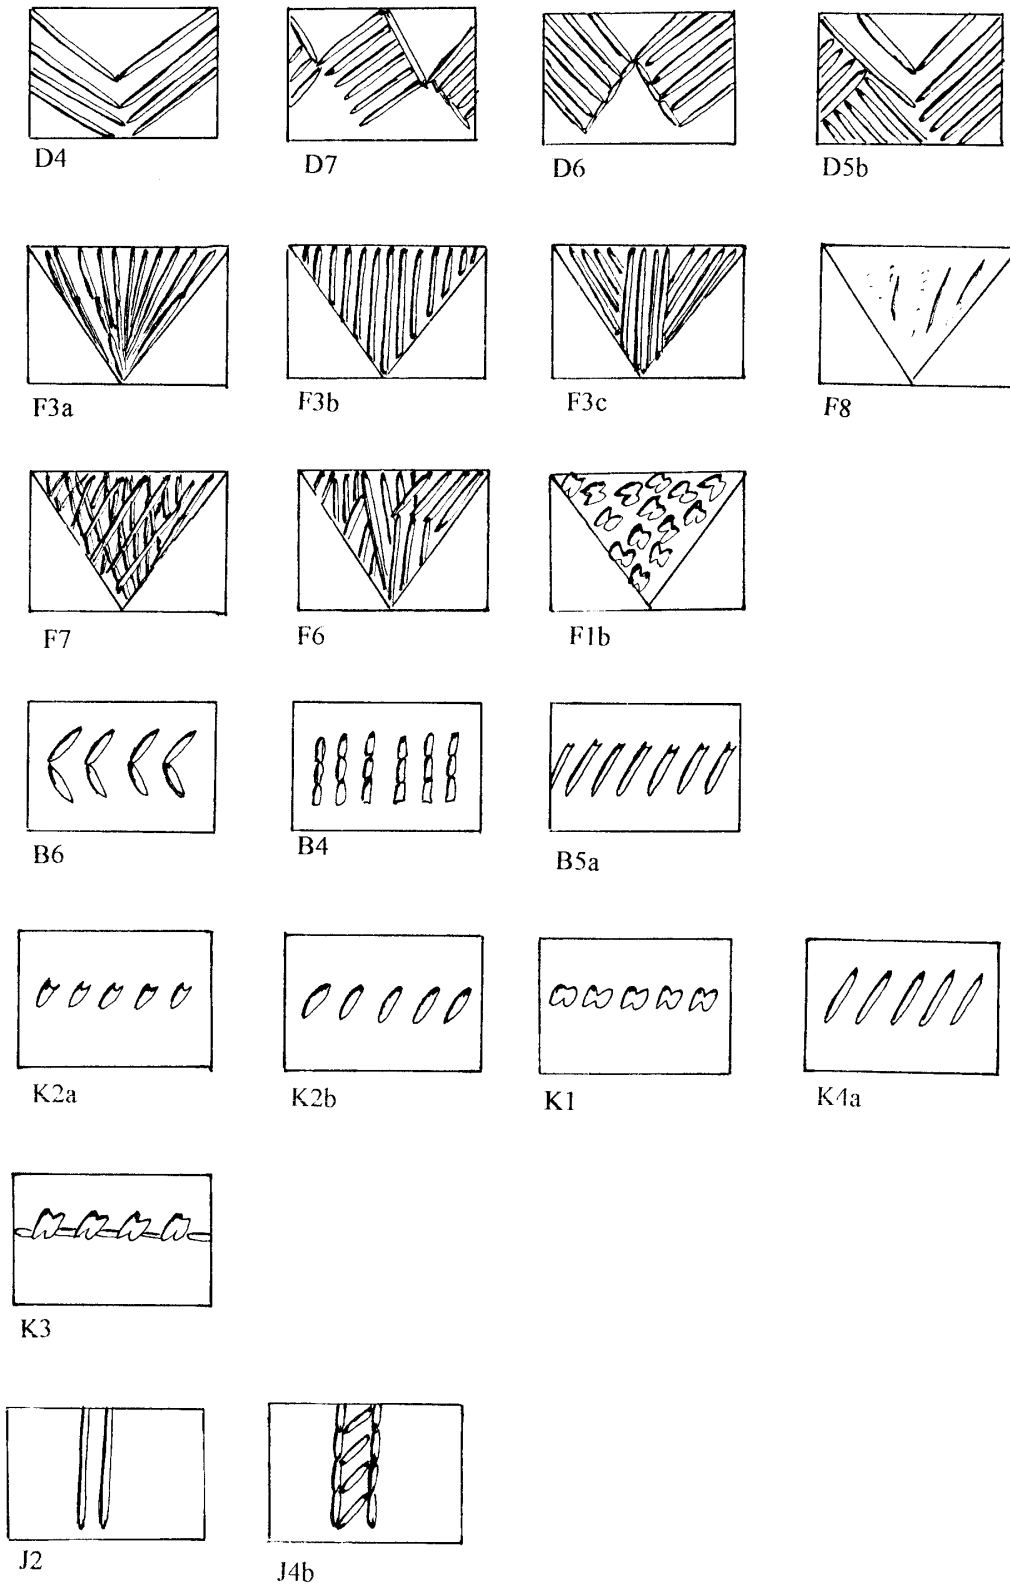 D4 D7 D6 D5b
F3a F3b F3c F8
F7 F6 F1b
B6 B4 B5a
K2a K2b K1 K4a
K3
J2 J4b